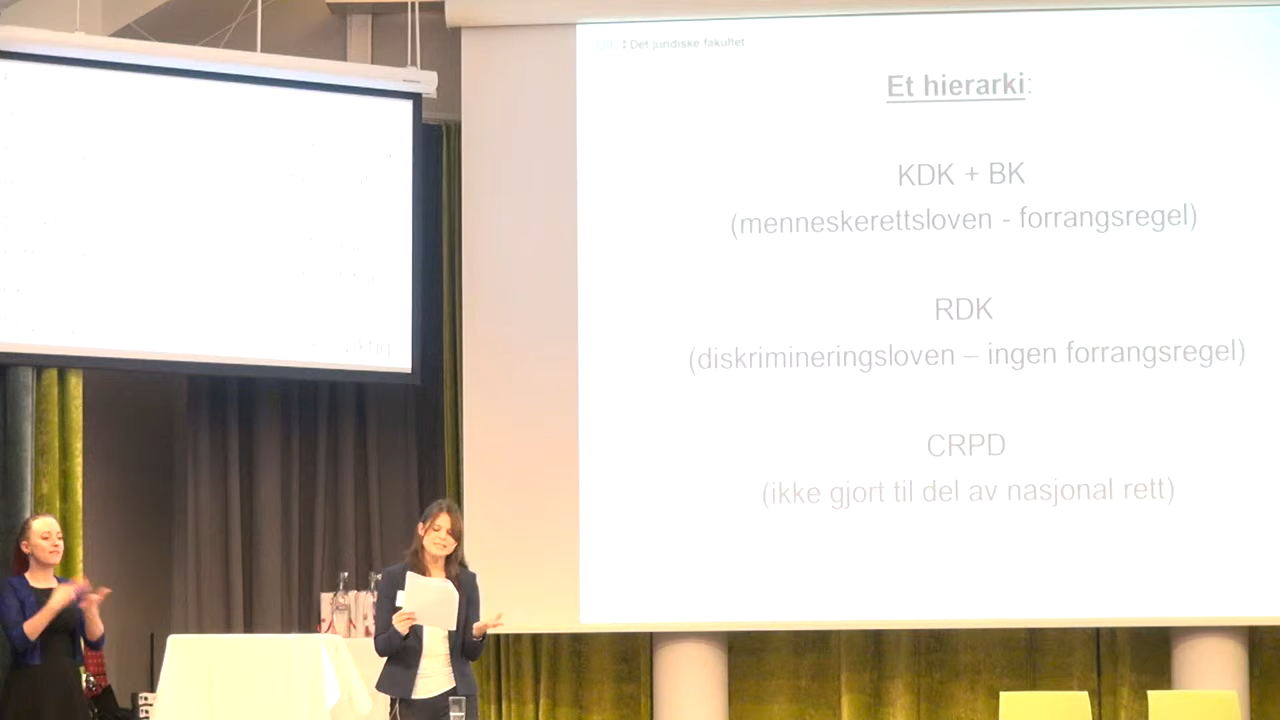 Det juridiske fakultet
Et hierarki:
KDK + BK
(menneskerettsloven - forrangsregel)
RDK
(diskrimineringsloven – ingen forrangsregel)
CRPD
(ikke gjort til del av nasjonal rett)